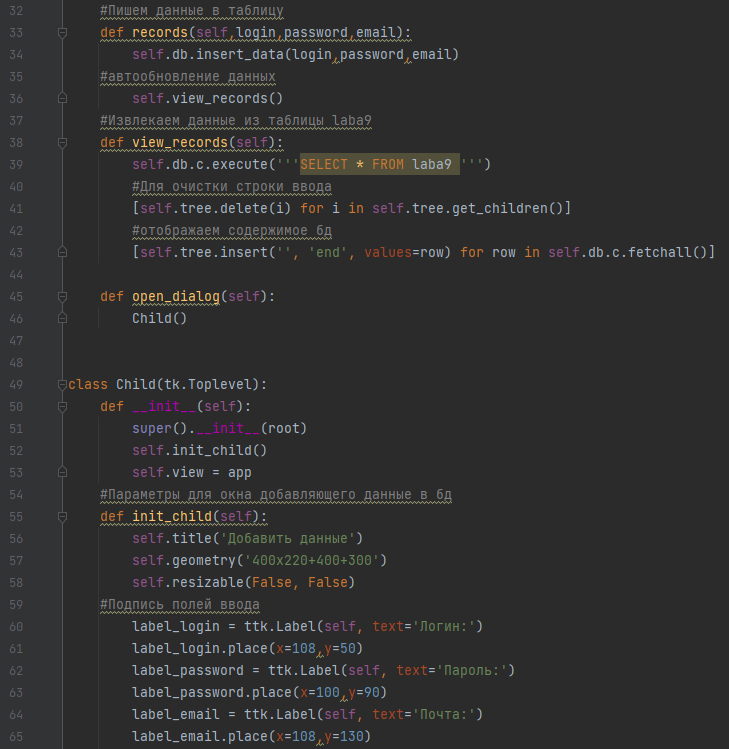 32 #Пишем данные в таблицу
33 def records(self,login,password,email):
34 self.db.insert_data(login,password,email)
35 #автообновление данных
36 self.view_records()
37 #Извлекаем данные из таблицы laba9
38 def view_records(self):
39 self.db.c.execute('''SELECT * FROM laba9 ''')
40 #Для очистки строки ввода
41 [self.tree.delete(i) for i in self.tree.get_children()]
42 #отображаем содержимое бд
43 [self.tree.insert('', 'end', values=row) for row in self.db.c.fetchall()]
44
45 def open_dialog(self):
46 Child()
47
48
49 class Child(tk.Toplevel):
50 def __init__(self):
51 super().__init__(root)
52 self.init_child()
53 self.view = app
54 #Параметры для окна добавляющего данные в бд
55 def init_child(self):
56 self.title('Добавить данные')
57 self.geometry('400x220+400+300')
58 self.resizable(False, False)
59 #Подпись полей ввода
60 label_login = ttk.Label(self, text='Логин:')
61 label_login.place(x=108,y=50)
62 label_password = ttk.Label(self, text='Пароль:')
63 label_password.place(x=100,y=90)
64 label_email = ttk.Label(self, text='Почта:')
65 label_email.place(x=108,y=130)